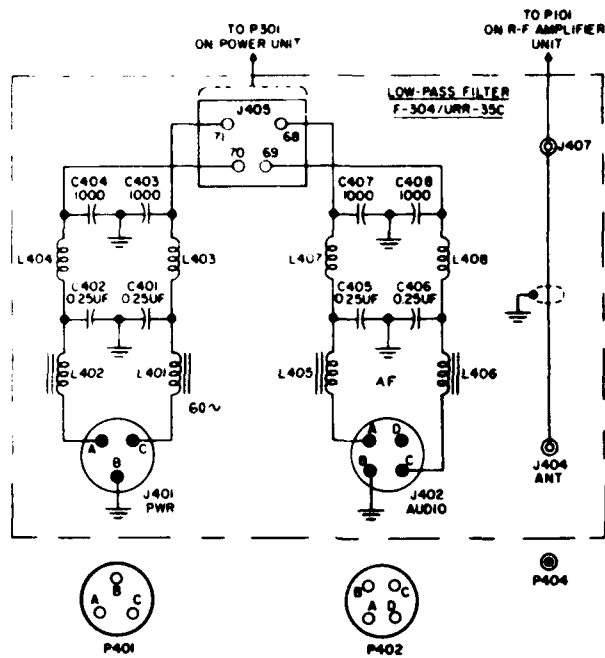 TO P301
ON POWER UNIT
TO P101
ON R-F AMPLIFIER
UNIT
LOW-PASS FILTER
F-304/URR-35C
J405
71
68
70
69
J407
C404
1000
C403
1000
C407
1000
C408
1000
L404
L403
L407
L408
C402
0.25UF
C401
0.25UF
C405
0.25UF
C406
0.25UF
L402
L401
L405
AF
L406
60~
A
C
B
A
D
B
C
J401
PWR
J402
AUDIO
J404
ANT
P404
A
B
C
B
C
A
D
P401
P402